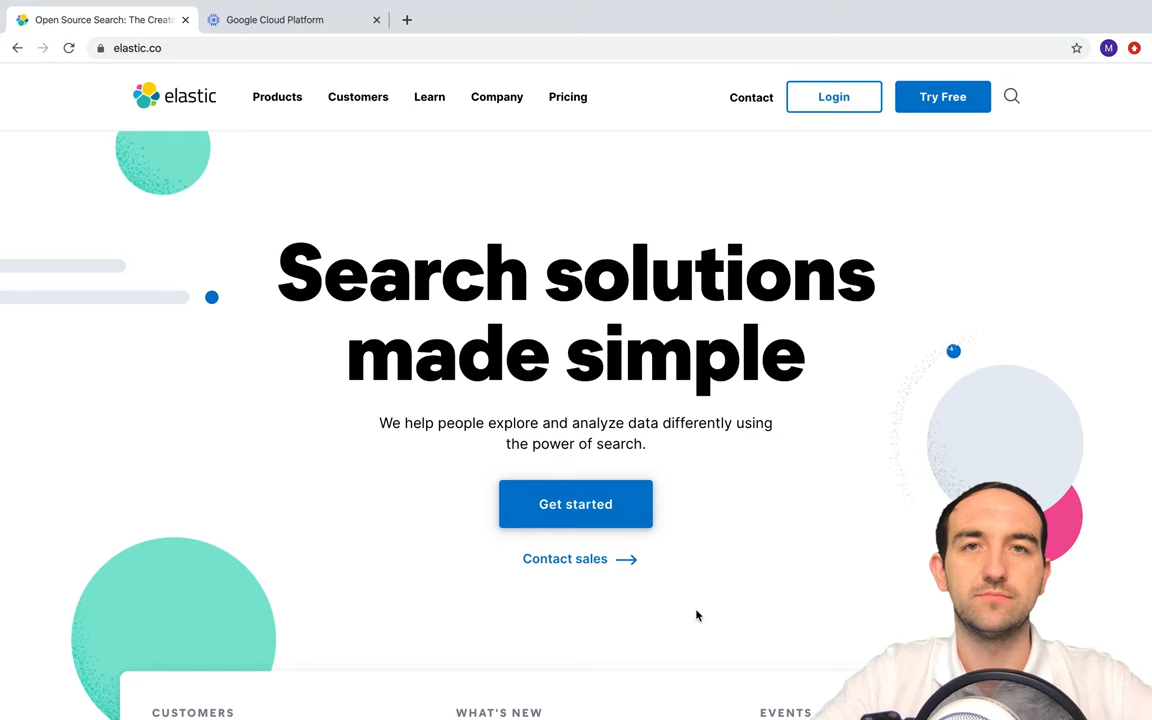 Open Source Search: The Creato
Google Cloud Platform
elastic.co
M
elastic
Products
Customers
Learn
Company
Pricing
Contact
Login
Try Free
Search solutions
made simple
We help people explore and analyze data differently using
the power of search.
Get started
Contact sales
CUSTOMERS
WHAT'S NEW
EVENTS